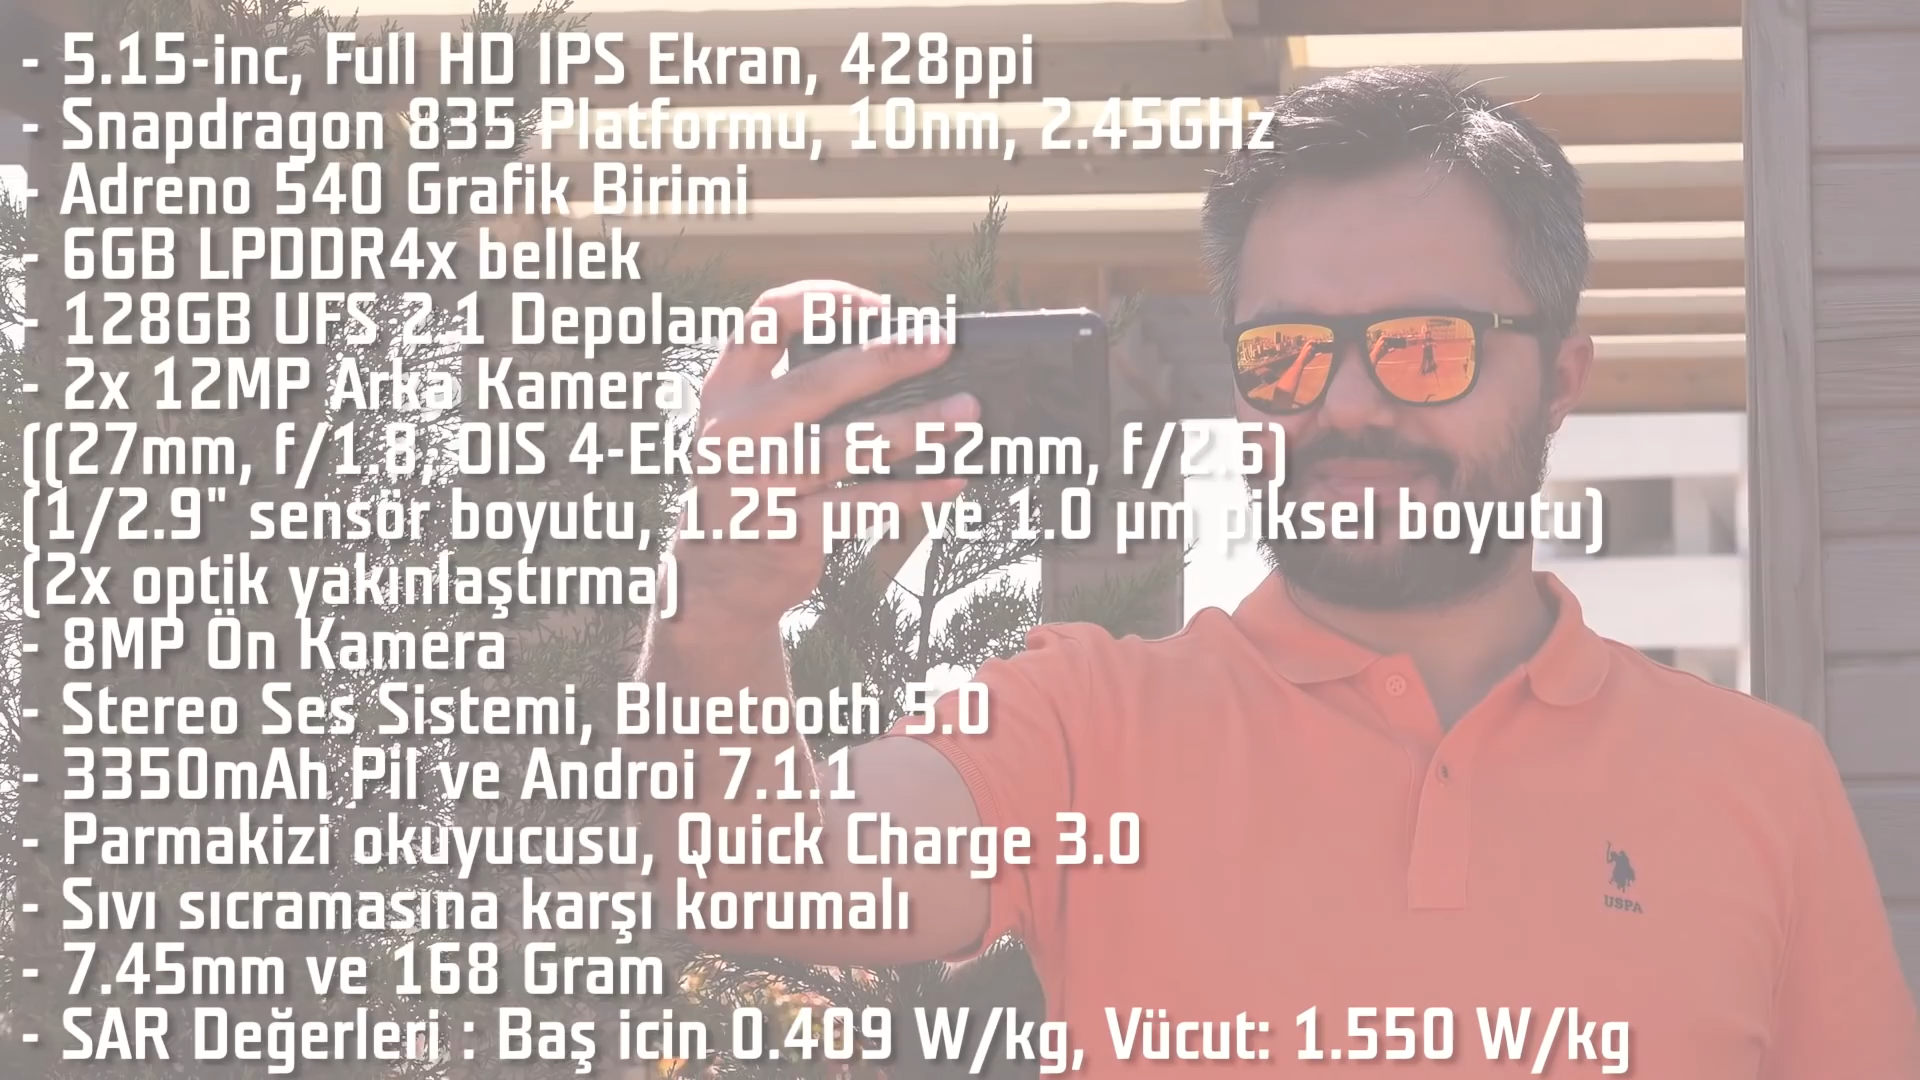 - 5.15-inc, Full HD IPS Ekran, 428ppi
- Snapdragon 835 Platformu, 10nm, 2.45GHz
- Adreno 540 Grafik Birimi
- 6GB LPDDR4x bellek
- 128GB UFS 2.1 Depolama Birimi
- 2x 12MP Arka Kamera
((27mm, f/1.8, OIS 4-Eksenli & 52mm, f/2.6)
(1/2.9" sensör boyutu, 1.25 µm ve 1.0 µm piksel boyutu)
(2x optik yakınlaştırma)
- 8MP Ön Kamera
- Stereo Ses Sistemi, Bluetooth 5.0
- 3350mAh Pil ve Androi 7.1.1
- Parmakizi okuyucusu, Quick Charge 3.0
- Sıvı sıcramasına karşı korumalı
- 7.45mm ve 168 Gram
- SAR Değerleri : Baş icin 0.409 W/kg, Vücut: 1.550 W/kg
USPA